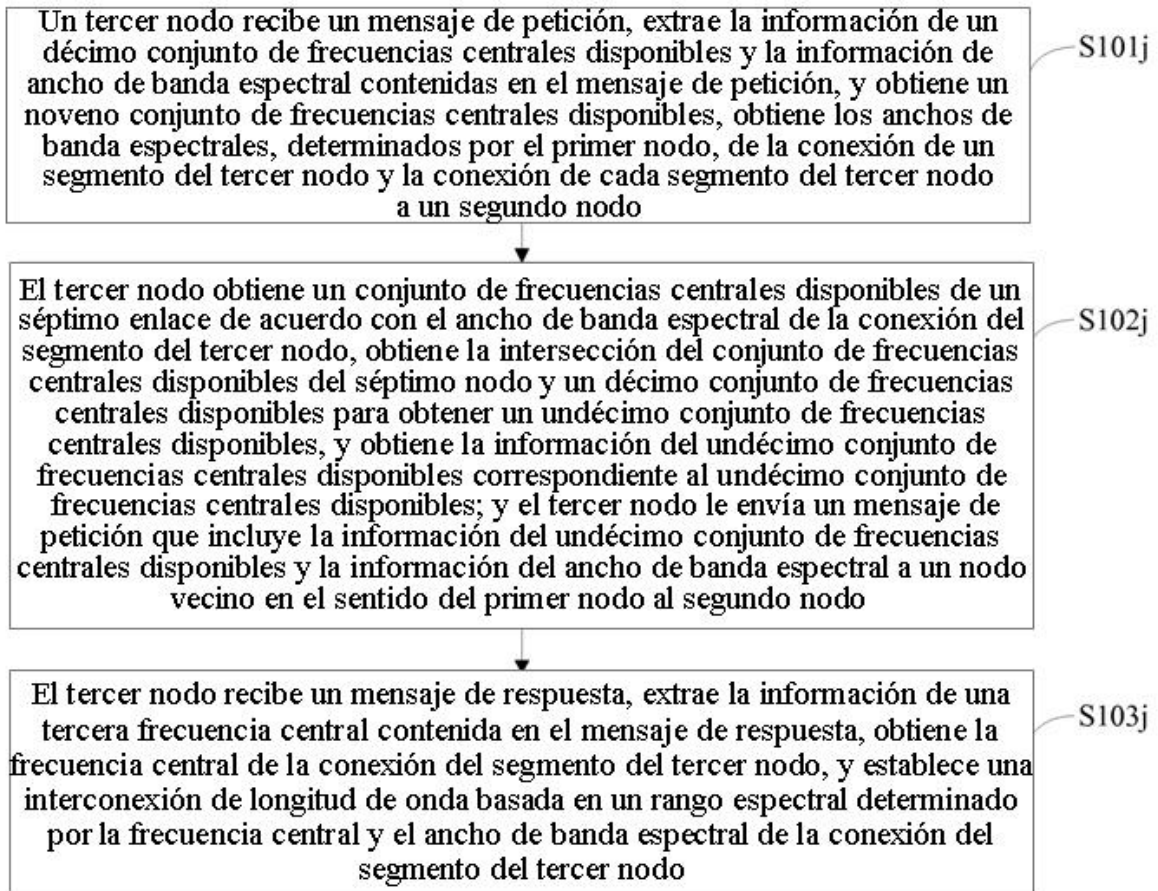 Un tercer nodo recibe un mensaje de petición, extrae la información de un
décimo conjunto de frecuencias centrales disponibles y la información de
ancho de banda espectral contenidas en el mensaje de petición, y obtiene un
noveno conjunto de frecuencias centrales disponibles, obtiene los anchos de
banda espectrales, determinados por el primer nodo, de la conexión de un
segmento del tercer nodo y la conexión de cada segmento del tercer nodo
a un segundo nodo
S101j
El tercer nodo obtiene un conjunto de frecuencias centrales disponibles de un
séptimo enlace de acuerdo con el ancho de banda espectral de la conexión del
segmento del tercer nodo, obtiene la intersección del conjunto de frecuencias
centrales disponibles del séptimo nodo y un décimo conjunto de frecuencias
centrales disponibles para obtener un undécimo conjunto de frecuencias
centrales disponibles, y obtiene la información del undécimo conjunto de
frecuencias centrales disponibles correspondiente al undécimo conjunto de
frecuencias centrales disponibles; y el tercer nodo le envía un mensaje de
petición que incluye la información del undécimo conjunto de frecuencias
centrales disponibles y la información del ancho de banda espectral a un nodo
vecino en el sentido del primer nodo al segundo nodo
S102j
El tercer nodo recibe un mensaje de respuesta, extrae la información de una
tercera frecuencia central contenida en el mensaje de respuesta, obtiene la
frecuencia central de la conexión del segmento del tercer nodo, y establece una
interconexión de longitud de onda basada en un rango espectral determinado
por la frecuencia central y el ancho de banda espectral de la conexión del
segmento del tercer nodo
S103j